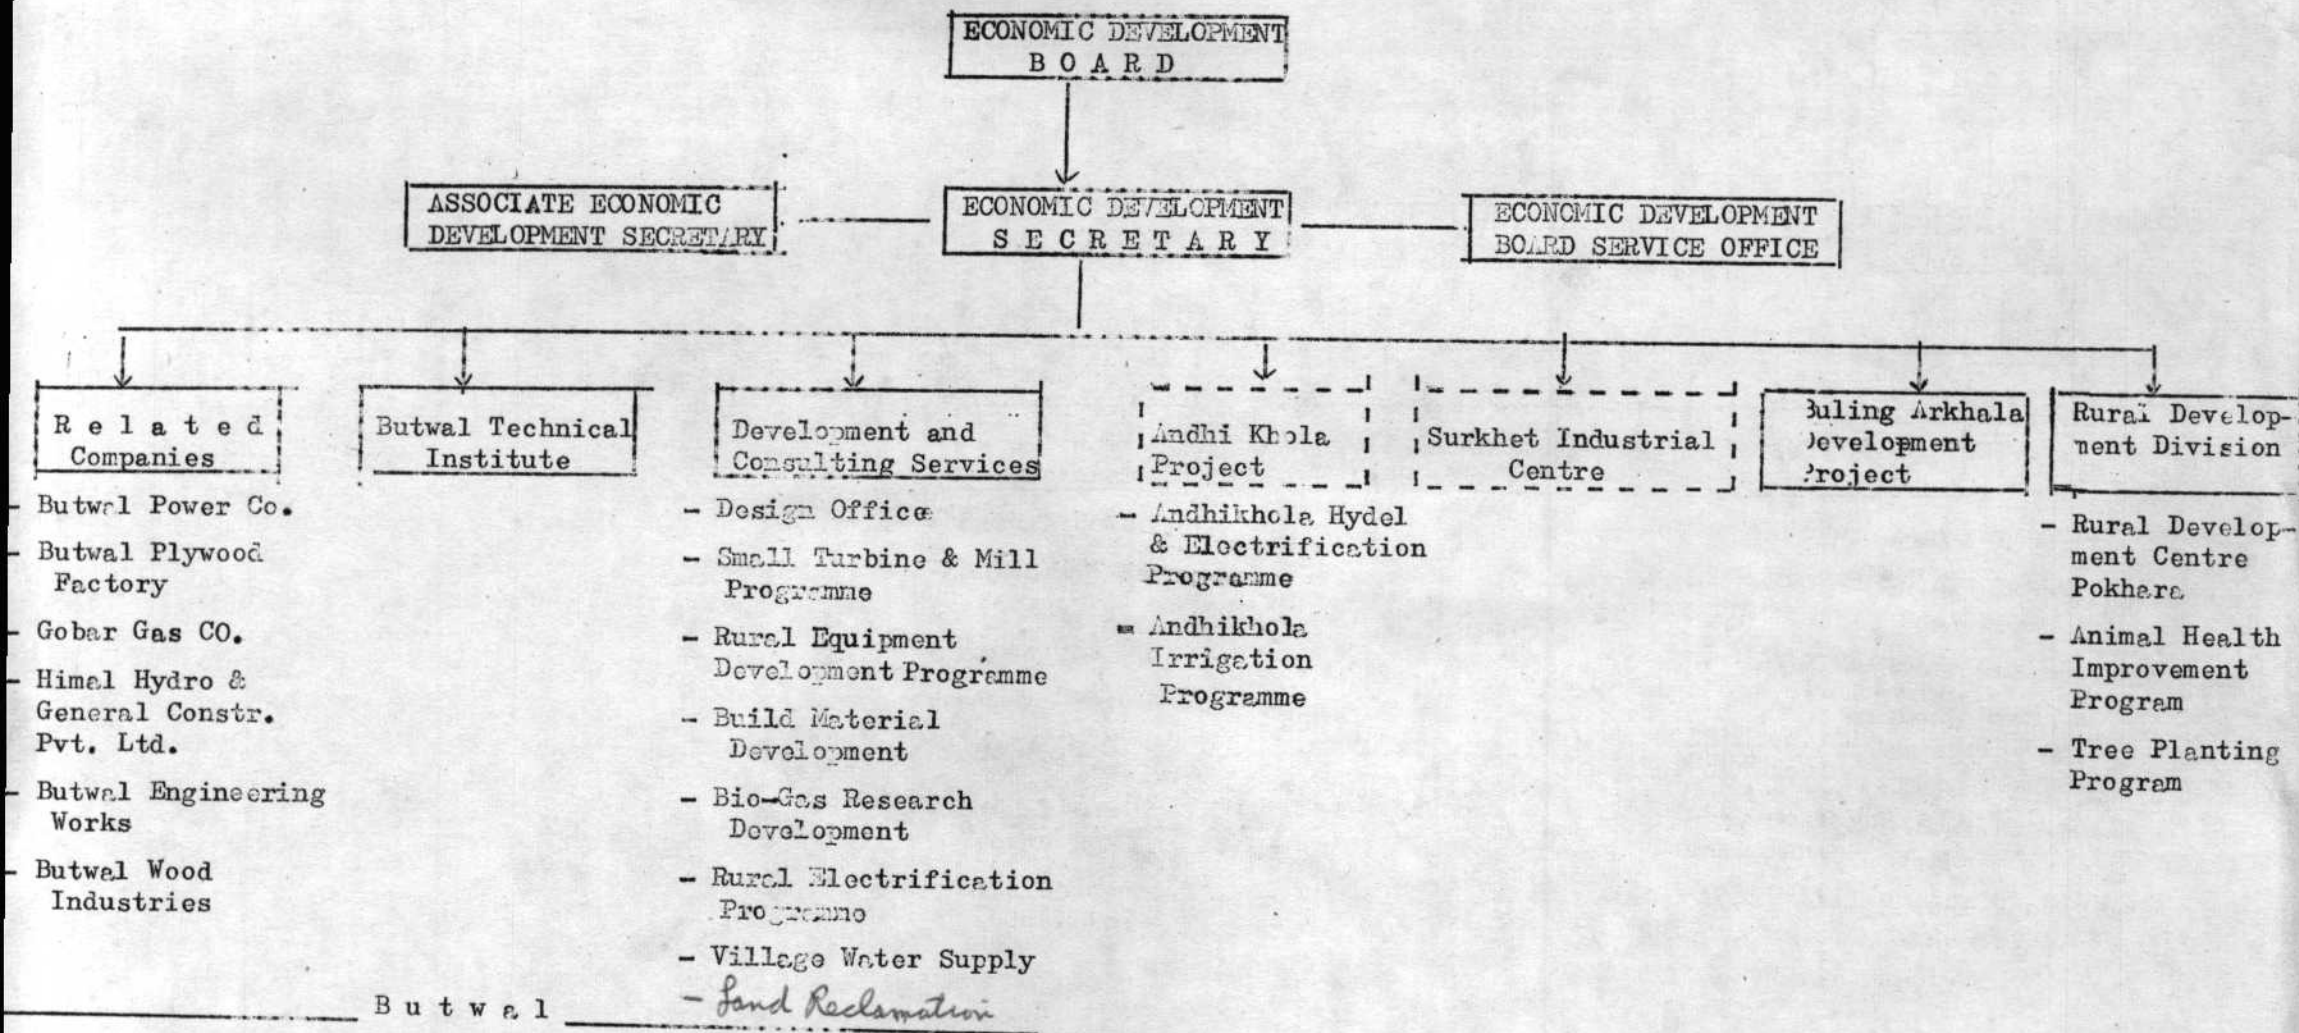 ECONOMIC DEVELOPMENT
B O A R D
ASSOCIATE ECONOMIC
DEVELOPMENT SECRETARY
ECONOMIC DEVELOPMENT
S E C R E T A R Y
ECONOMIC DEVELOPMENT
BOARD SERVICE OFFICE
R e l a t e d
Companies
- Butwal Power Co.
- Butwal Plywood
Factory
- Gobar Gas CO.
- Himal Hydro &
General Constr.
Pvt. Ltd.
- Butwal Engineering
Works
- Butwal Wood
Industries
Butwal Technical
Institute
Development and
Consulting Services
- Design Office
- Small Turbine & Mill
Programme
- Rural Equipment
Development Programme
- Build Material
Development
- Bio-Gas Research
Development
- Rural Electrification
Programme
- Village Water Supply
- Land Reclamation
Andhi Khola
Project
- Andhikhola Hydel
& Electrification
Programme
- Andhikhola
Irrigation
Programme
Surkhet Industrial
Centre
Buling Arkhala
Development
Project
Rural Develop-
ment Division
- Rural Develop-
ment Centre
Pokhara
- Animal Health
Improvement
Program
- Tree Planting
Program
B u t w a l